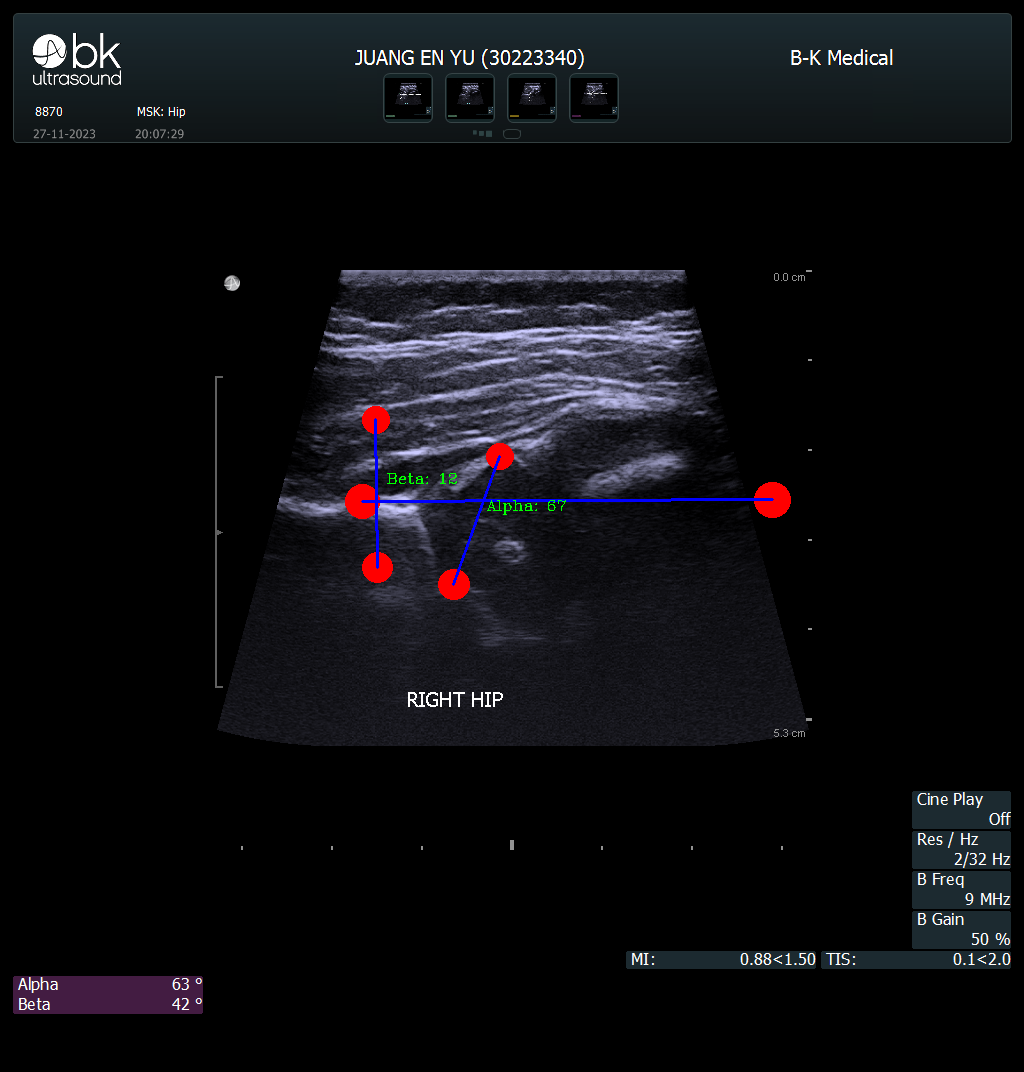 bk
ultrasound
JUANG EN YU (30223340)
B-K Medical
8870
MSK: Hip
27-11-2023
20:07:29
0.0 cm
Beta: 12
Alpha: 67
RIGHT HIP
5.3 cm
Cine Play
Off
Res / Hz
2/32 Hz
B Freq
9 MHz
B Gain
50 %
MI: 0.88<1.50
TIS: 0.1<2.0
Alpha 63 °
Beta 42 °